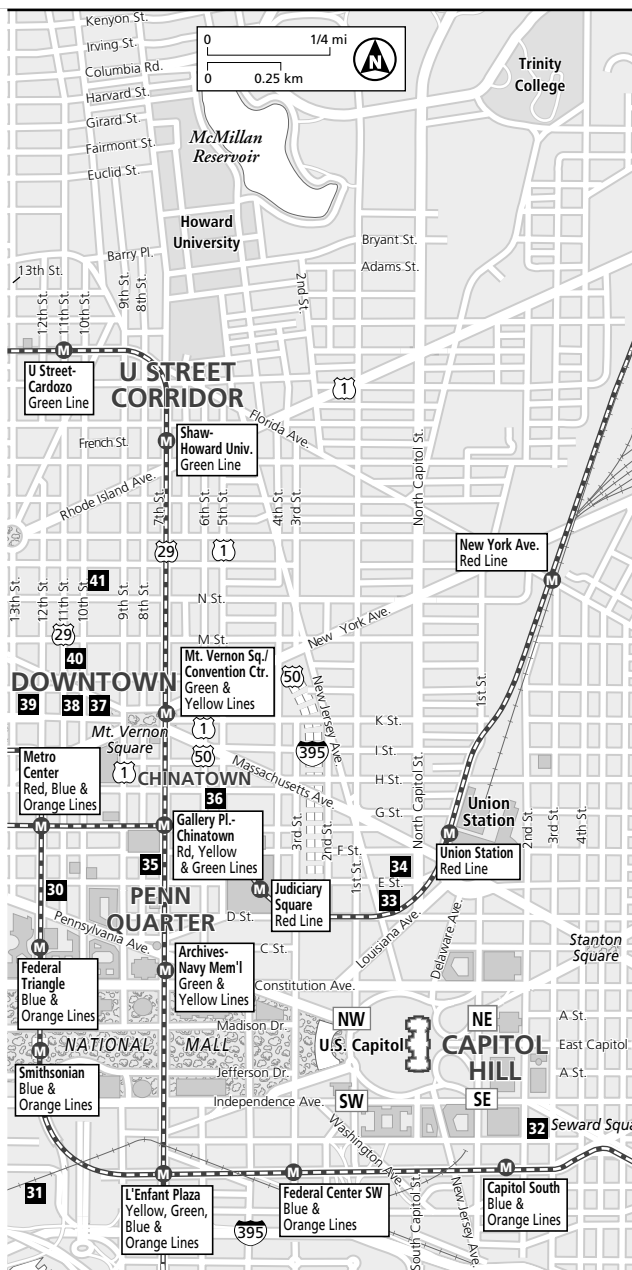 Kenyon St.
Irving St.
Columbia Rd.
Harvard St.
Girard St.
Fairmont St.
Euclid St.
0 1/4 mi
0 0.25 km
N
McMillan
Reservoir
Trinity
College
Howard
University
Barry Pl.
Bryant St.
Adams St.
2nd St.
13th St.
12th St.
11th St.
10th St.
9th St.
8th St.
M
U Street-
Cardozo
Green Line
U STREET
CORRIDOR
1
Florida Ave.
French St.
M
Shaw-
Howard Univ.
Green Line
Rhode Island Ave.
7th St.
6th St.
5th St.
4th St.
3rd St.
North Capitol St.
29
1
New York Ave.
Red Line
M
41
13th St.
12th St.
11th St.
10th St.
9th St.
8th St.
N St.
29
M St.
New York Ave.
40
DOWNTOWN
39
38
37
Mt. Vernon Sq./
Convention Ctr.
Green &
Yellow Lines
M
50
New Jersey Ave.
1st St.
Mt. Vernon
Square
1
K St.
395
I St.
50
1
CHINATOWN
Massachusetts Ave.
H St.
North Capitol St.
Metro
Center
Red, Blue &
Orange Lines
M
36
G St.
Union
Station
M
Gallery Pl.-
Chinatown
Rd, Yellow
& Green Lines
M
3rd St.
2nd St.
F St.
1st St.
2nd St.
3rd St.
4th St.
Union Station
Red Line
35
34
30
M
Judiciary
Square
Red Line
E St.
33
PENN
QUARTER
D St.
Pennsylvania Ave.
Louisiana Ave.
Delaware Ave.
Stanton
Square
M
Federal
Triangle
Blue &
Orange Lines
M
Archives-
Navy Mem'l
Green &
Yellow Lines
C St.
Constitution Ave.
Madison Dr.
NW
NE
A St.
M
NATIONAL MALL
U.S. Capitol
CAPITOL
HILL
East Capitol
Smithsonian
Blue &
Orange Lines
Jefferson Dr.
A St.
Independence Ave.
SW
SE
Washington Ave.
32
Seward Squa
M
M
M
31
L'Enfant Plaza
Yellow, Green,
Blue &
Orange Lines
Federal Center SW
Blue &
Orange Lines
Capitol South
Blue &
Orange Lines
395
South Capitol St.
New Jersey Ave.